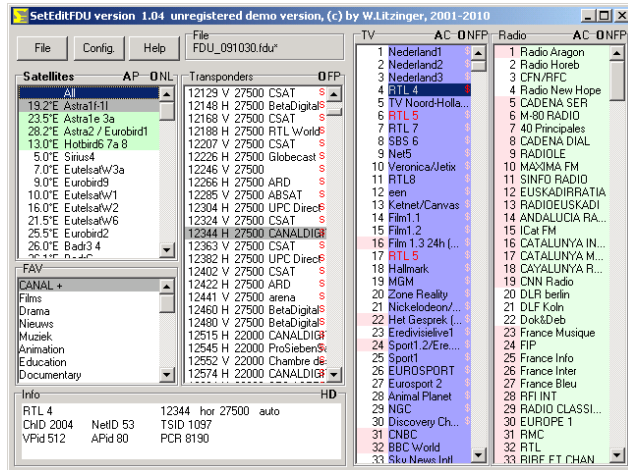 SetEditFDU version 1.04 unregistered demo version, (c) by W.Litzinger, 2001-2010
File Config. Help
File
FDU_091030.fdu*
Satellites AP ONL
All
19.2°E Astra1f-1l
23.5°E Astra1e 3a
28.2°E Astra2 / Eurobird1
13.0°E Hotbird6 7a 8
5.0°E Sirius4
7.0°E EutelsatW3a
9.0°E Eurobird9
10.0°E EutelsatW1
16.0°E EutelsatW2
21.5°E EutelsatW6
25.5°E Eurobird2
26.0°E Badr3 4
FAV
CANAL +
Films
Drama
Nieuws
Muziek
Animation
Education
Documentary
Transponders OFP
12129 V 27500 CSAT S
12148 H 27500 BetaDigital S
12168 V 27500 CSAT S
12188 H 27500 RTL World S
12207 V 27500 CSAT S
12226 H 27500 Globecast S
12246 V 27500 S
12266 H 27500 ARD S
12285 V 27500 ABSAT S
12304 H 27500 UPC Direct S
12324 V 27500 CSAT S
12344 H 27500 CANALDIGI
12363 V 27500 CSAT S
12382 H 27500 UPC Direct S
12402 V 27500 CSAT S
12422 H 27500 ARD S
12441 V 27500 arena S
12460 H 27500 BetaDigital S
12480 V 27500 BetaDigital S
12515 H 22000 CANALDIGI
12545 H 22000 ProSieben
12552 V 22000 Chambre de
12574 H 22000 CANALDIGI
TV AC ONFP
1 Nederland1 $
2 Nederland2 $
3 Nederland3 $
4 RTL 4 $
5 TV Noord-Holla... $
6 RTL 5 $
7 RTL 7 $
8 SBS 6 $
9 Net5 $
10 Veronica/Jetix $
11 RTL8 $
12 een $
13 Ketnet/Canvas $
14 Film1.1 $
15 Film1.2 $
16 Film 1.3 24h (... $
17 RTL 5 $
18 Hallmark $
19 MGM $
20 Zone Reality $
21 Nickelodeon/... $
22 Het Gesprek (... $
23 Eredivisielive1 $
24 Sport1.2/Ere.... $
25 Sport1 $
26 EUROSPORT $
27 Eurosport 2 $
28 Animal Planet $
29 NGC $
30 Discovery Ch... $
31 CNBC
32 BBC World
33 Sky News Intl
Radio AC ONFP
1 Radio Aragon
2 Radio Horeb
3 CFN/RFC
4 Radio New Hope
5 CADENA SER
6 M-80 RADIO
7 40 Principales
8 CADENA DIAL
9 RADIOLE
10 MAXIMA FM
11 SINFO RADIO
12 EUSKADIRRATIA
13 RADIOEUSKADI
14 ANDALUCIA RA...
15 ICat FM
16 CATALUNYA IN...
17 CATALUNYA M...
18 CAYALUNYA R...
19 CNN Radio
20 DLR berlin
21 DLF Koln
22 Dok&Deb
23 France Musique
24 FIP
25 France Info
26 France Inter
27 France Bleu
28 RFI INT
29 RADIO CLASSI...
30 EUROPE 1
31 RMC
32 RTL
33 RIRE ET CHAN
Info HD
RTL 4 12344 hor 27500 auto
ChID 2004 NetID 53 TSID 1097
VPid 512 APid 80 PCR 8190